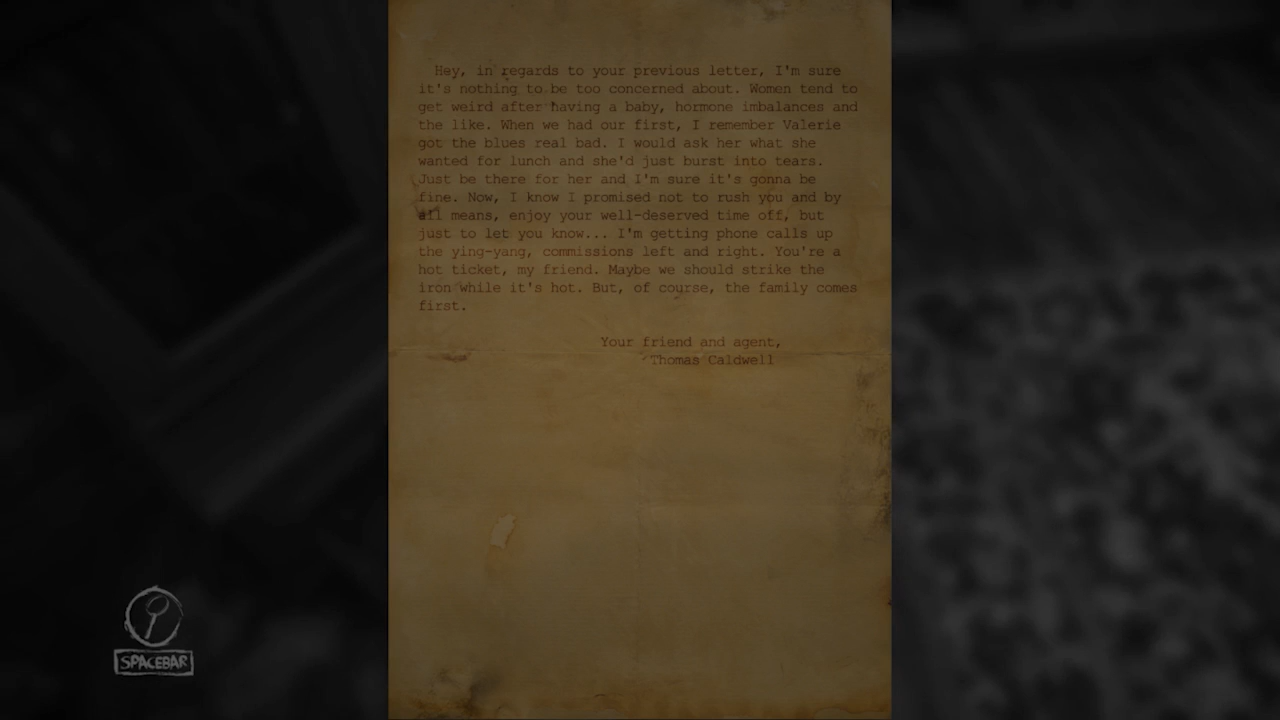 Hey, in regards to your previous letter, I'm sure
it's nothing to be too concerned about. Women tend to
get weird after having a baby, hormone imbalances and
the like. When we had our first, I remember Valerie
got the blues real bad. I would ask her what she
wanted for lunch and she'd just burst into tears.
Just be there for her and I'm sure it's gonna be
fine. Now, I know I promised not to rush you and by
all means, enjoy your well-deserved time off, but
just to let you know... I'm getting phone calls up
the ying-yang, commissions left and right. You're a
hot ticket, my friend. Maybe we should strike the
iron while it's hot. But, of course, the family comes
first.
Your friend and agent,
Thomas Caldwell
SPACEBAR